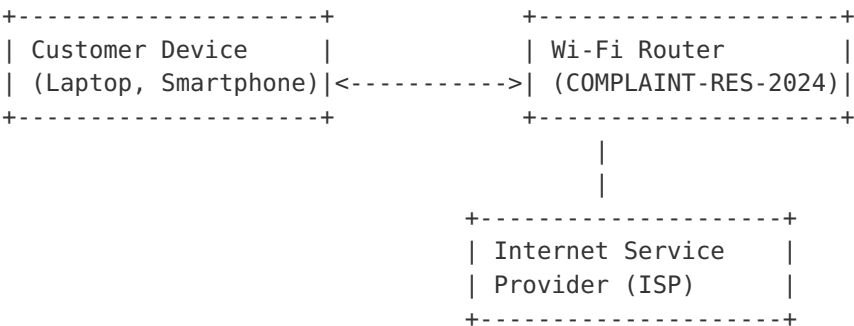 +---------------------+ +---------------------+
| Customer Device | | Wi-Fi Router |
| (Laptop, Smartphone)|<----------->| (COMPLAINT-RES-2024)|
+---------------------+ +---------------------+
|
|
+---------------------+
| Internet Service |
| Provider (ISP) |
+---------------------+